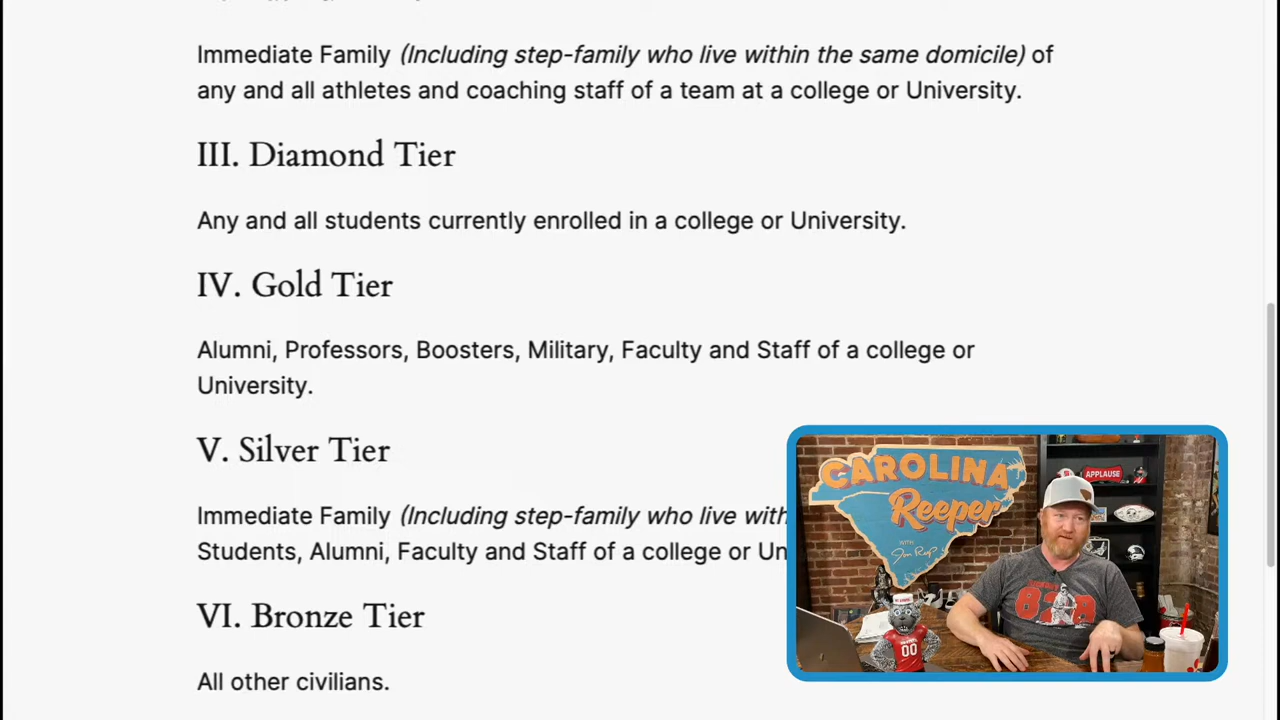 Immediate Family (Including step-family who live within the same domicile) of
any and all athletes and coaching staff of a team at a college or University.
III. Diamond Tier
Any and all students currently enrolled in a college or University.
IV. Gold Tier
Alumni, Professors, Boosters, Military, Faculty and Staff of a college or
University.
V. Silver Tier
Immediate Family (Including step-family who live with
Students, Alumni, Faculty and Staff of a college or Un
VI. Bronze Tier
All other civilians.
CAROLINA
Reeper
WITH
Jon Reep
APPLAUSE
828
00